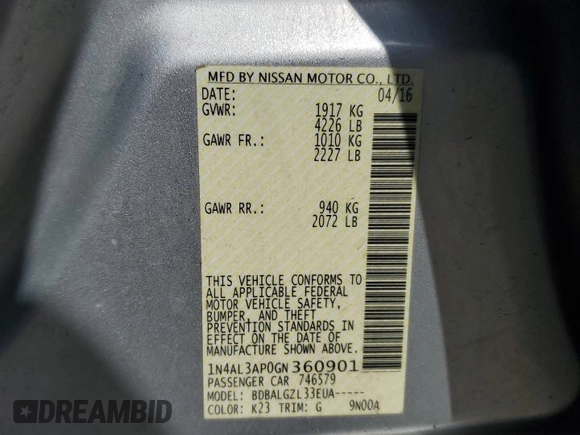 MFD BY NISSAN MOTOR CO., LTD.
DATE: 04/16
GVWR: 1917 KG
4226 LB
GAWR FR.: 1010 KG
2227 LB
GAWR RR.: 940 KG
2072 LB
THIS VEHICLE CONFORMS TO
ALL APPLICABLE FEDERAL
MOTOR VEHICLE SAFETY,
BUMPER, AND THEFT
PREVENTION STANDARDS IN
EFFECT ON THE DATE OF
MANUFACTURE SHOWN ABOVE.
1N4AL3AP0GN360901
PASSENGER CAR 746579
MODEL: BDBALGZL33EUA-----
COLOR: K23 TRIM: G 9N00A
BIDFAX